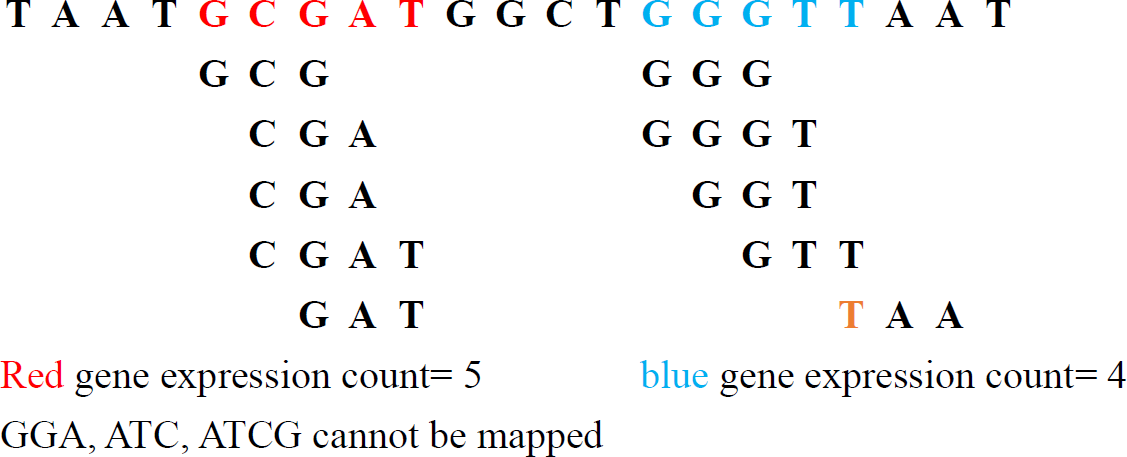 T A A T G C G A T G G C T G G G T T A A T
G C G G G G
C G A G G G T
C G A G G T
C G A T G T T
G A T T A A
Red gene expression count= 5 blue gene expression count= 4
GGA, ATC, ATCG cannot be mapped